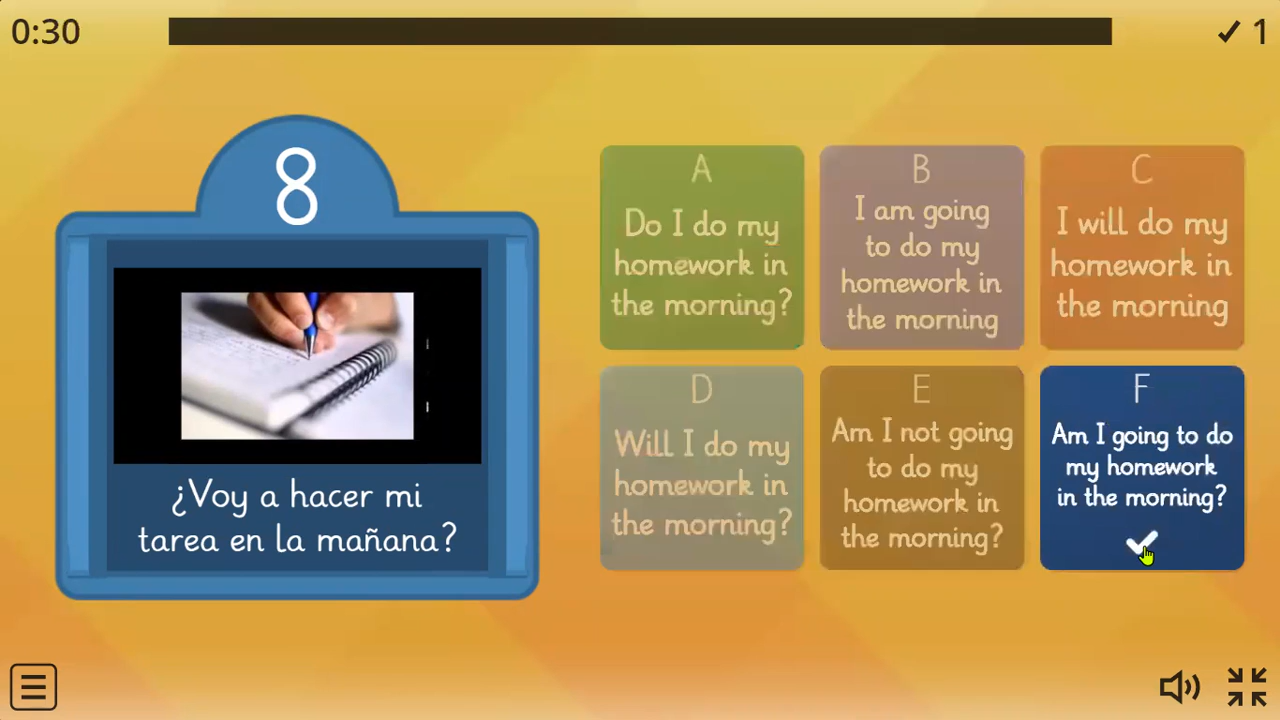 0:30
✓ 1
8
¿Voy a hacer mi
tarea en la mañana?
A
Do I do my
homework in
the morning?
B
I am going
to do my
homework in
the morning
C
I will do my
homework in
the morning
D
Will I do my
homework in
the morning?
E
Am I not going
to do my
homework in
the morning?
F
Am I going to do
my homework
in the morning?